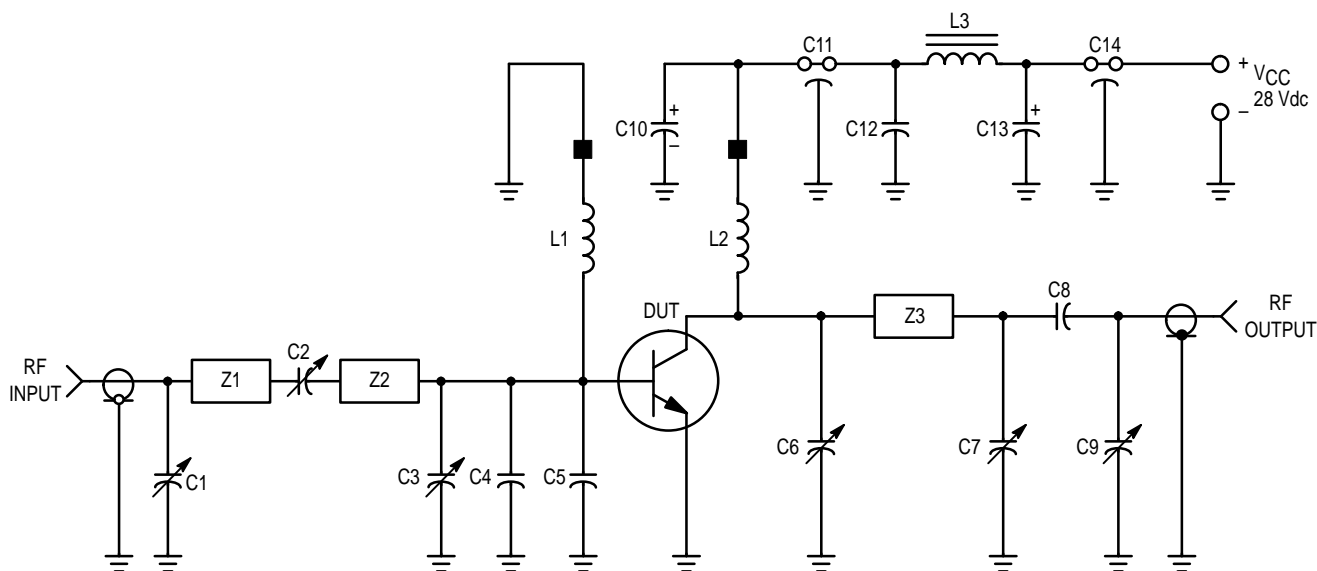 L3
C11
C14
+
VCC
28 Vdc
–
C10
+
–
C12
C13
+
L1
L2
DUT
C8
RF
OUTPUT
Z3
RF
INPUT
Z1
C2
Z2
C1
C3
C4
C5
C6
C7
C9